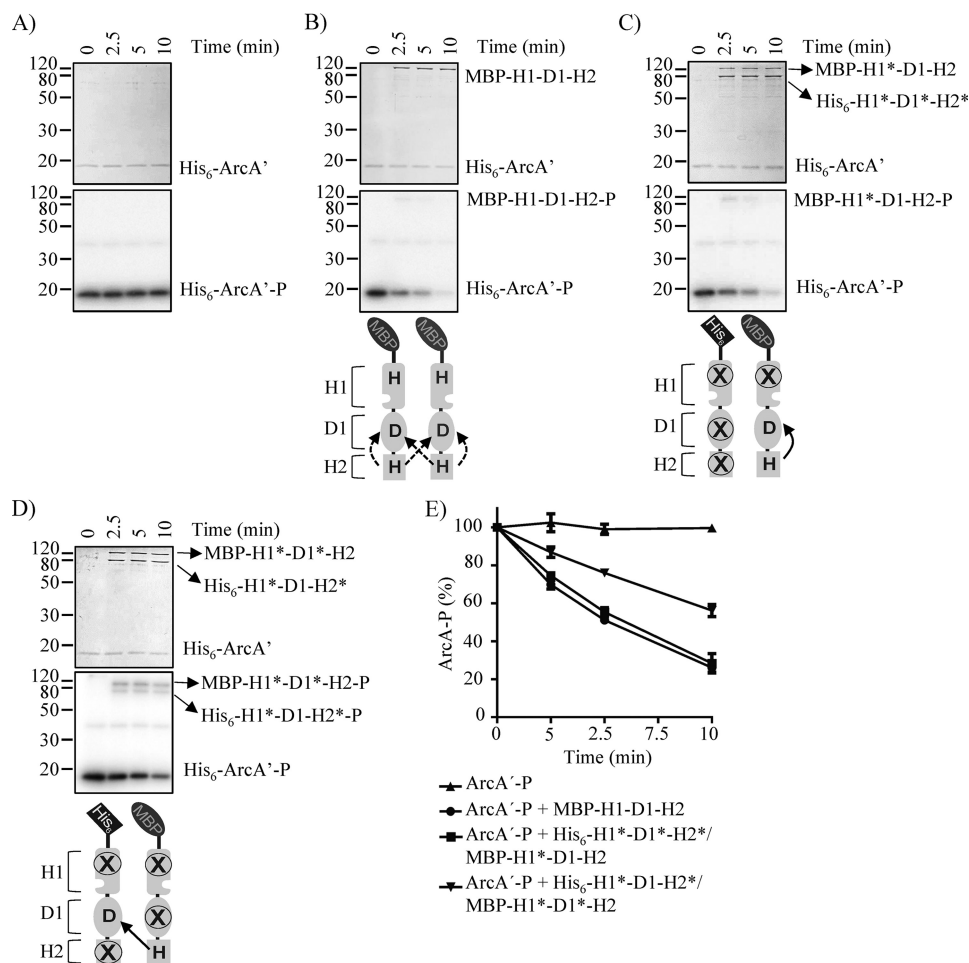 A)
0 2.5 5 10 Time (min)
120
80
50
30
20
His6-ArcA’
120
80
50
30
20
His6-ArcA’-P
B)
0 2.5 5 10 Time (min)
120
80
50
30
20
MBP-H1-D1-H2
His6-ArcA’
120
80
50
30
20
MBP-H1-D1-H2-P
His6-ArcA’-P
MBP MBP
H1 H H
D1 D D
H2 H H
C)
0 2.5 5 10 Time (min)
120
80
50
30
20
MBP-H1*-D1-H2
His6-H1*-D1*-H2*
His6-ArcA’
120
80
50
30
20
MBP-H1*-D1-H2-P
His6-ArcA’-P
His6 MBP
H1 X X
D1 X D
H2 X H
D)
0 2.5 5 10 Time (min)
120
80
50
30
20
MBP-H1*-D1*-H2
His6-H1*-D1-H2*
His6-ArcA’
120
80
50
30
20
MBP-H1*-D1*-H2-P
His6-H1*-D1-H2*-P
His6-ArcA’-P
His6 MBP
H1 X X
D1 D X
H2 X H
E)
ArcA-P (%)
100
80
60
40
20
0
0 5 2.5 7.5 10
Time (min)
ArcA´-P
ArcA´-P + MBP-H1-D1-H2
ArcA´-P + His6-H1*-D1*-H2*/
MBP-H1*-D1-H2
ArcA´-P + His6-H1*-D1-H2*/
MBP-H1*-D1*-H2